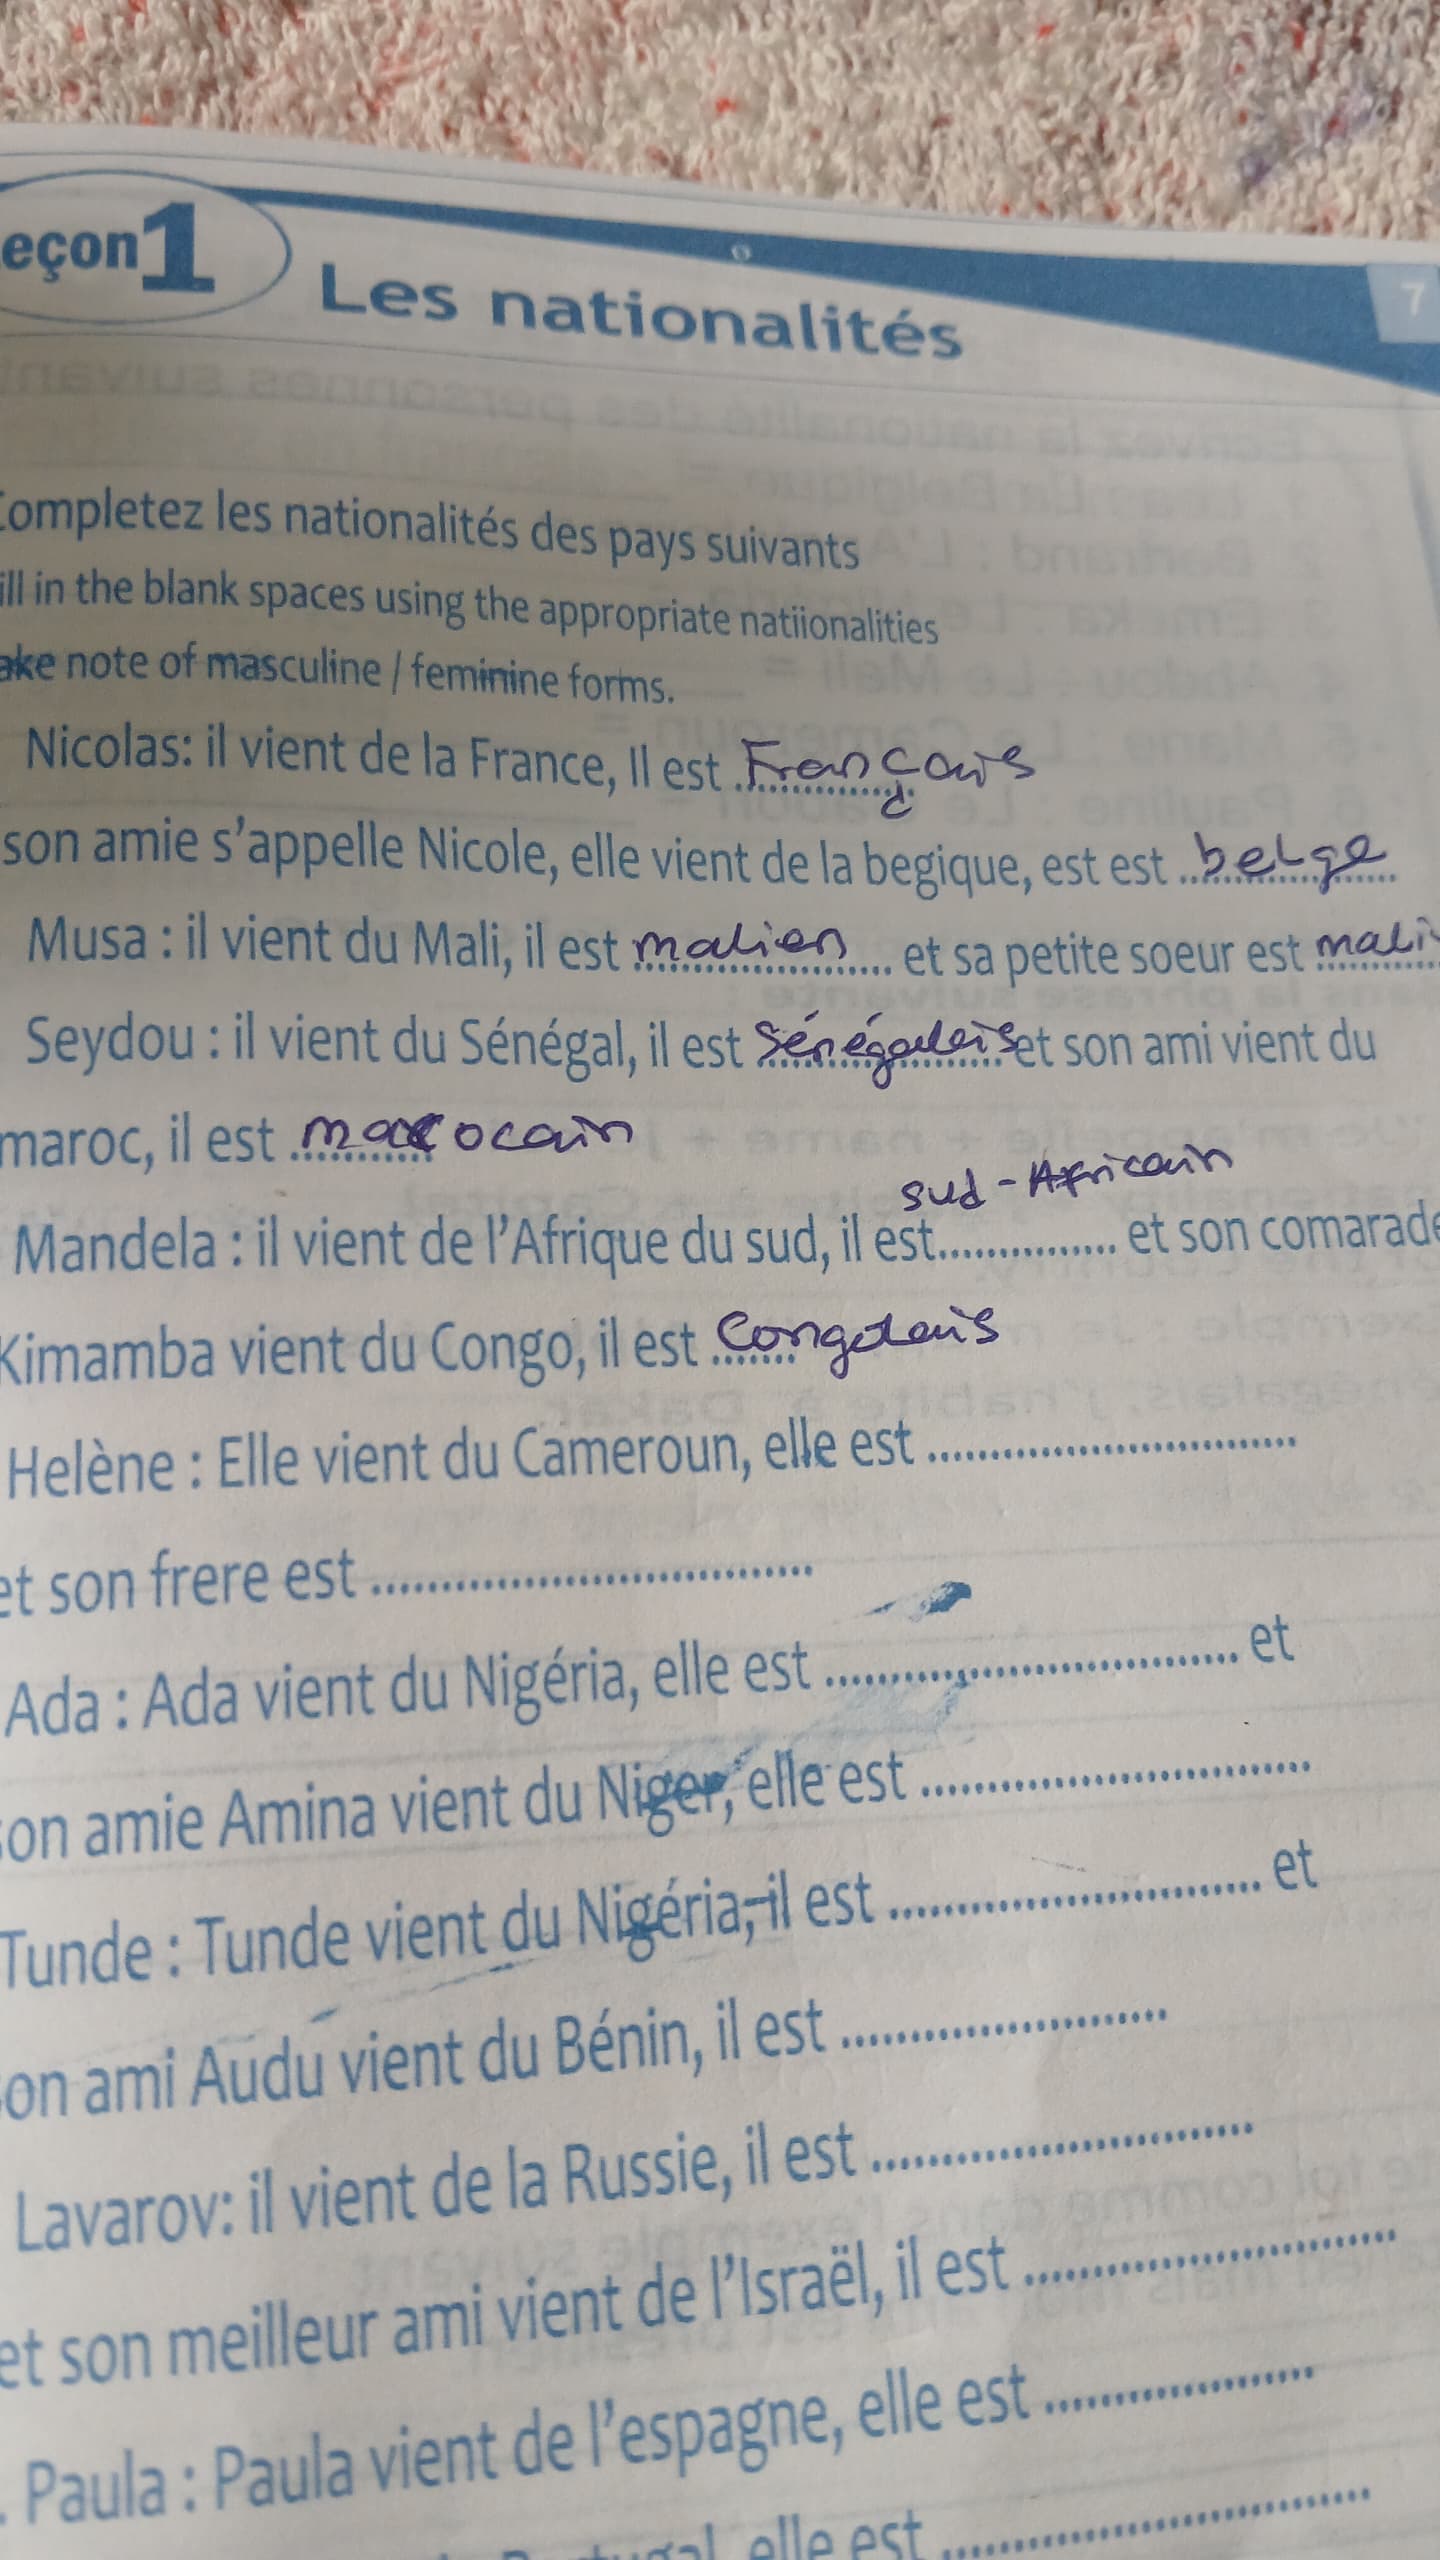 eçon 1
Les nationalités
7
Completez les nationalités des pays suivants
ill in the blank spaces using the appropriate natiionalities
ake note of masculine / feminine forms.
Nicolas: il vient de la France, Il est Français
son amie s'appelle Nicole, elle vient de la begique, est est belge
Musa : il vient du Mali, il est malien et sa petite soeur est mali
Seydou : il vient du Sénégal, il est Sénégalais et son ami vient du
maroc, il est marocain
sud-Africain
Mandela : il vient de l'Afrique du sud, il est............... et son comarade
Kimamba vient du Congo, il est Congolais
Helène : Elle vient du Cameroun, elle est ................................
et son frere est .......................................
Ada : Ada vient du Nigéria, elle est ..................................... et
son amie Amina vient du Niger, elle est ..................................
Tunde : Tunde vient du Nigéria, il est ................................. et
son ami Audu vient du Bénin, il est .............................
Lavarov: il vient de la Russie, il est ..................................
et son meilleur ami vient de l'Israël, il est .................................
. Paula : Paula vient de l'espagne, elle est ........................
Portugal, elle est ......................................